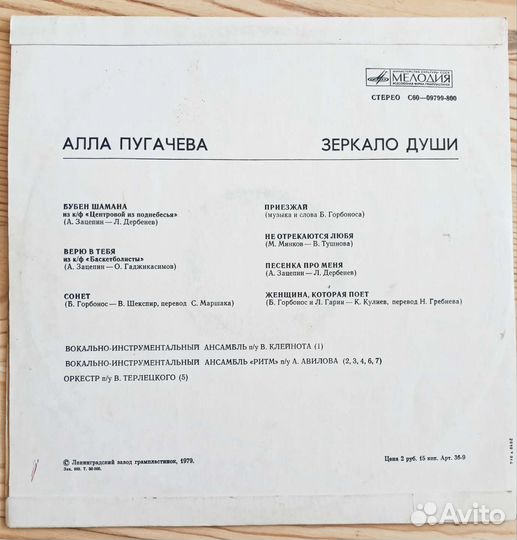 МЕЛОДИЯ
СТЕРЕО С60—09799-800
АЛЛА ПУГАЧЕВА
ЗЕРКАЛО ДУШИ
БУБЕН ШАМАНА
из к/ф «Центровой из поднебесья»
(А. Зацепин — Л. Дербенев)
ВЕРЮ В ТЕБЯ
из к/ф «Баскетболисты»
(А. Зацепин — О. Гаджикасимов)
СОНЕТ
(Б. Горбонос — В. Шекспир, перевод С. Маршака)
ПРИЕЗЖАЙ
(музыка и слова Б. Горбоноса)
НЕ ОТРЕКАЮТСЯ ЛЮБЯ
(М. Минков — В. Тушнова)
ПЕСЕНКА ПРО МЕНЯ
(А. Зацепин — Л. Дербенев)
ЖЕНЩИНА, КОТОРАЯ ПОЕТ
(Б. Горбонос и Л. Гарин — К. Кулиев, перевод Н. Гребнева)
ВОКАЛЬНО-ИНСТРУМЕНТАЛЬНЫЙ АНСАМБЛЬ п/у В. КЛЕЙНОТА (1)
ВОКАЛЬНО-ИНСТРУМЕНТАЛЬНЫЙ АНСАМБЛЬ «РИТМ» п/у А. АВИЛОВА (2, 3, 4, 6, 7)
ОРКЕСТР п/у В. ТЕРЛЕЦКОГО (5)
© Ленинградский завод грампластинок, 1979.
Цена 2 руб. 15 коп. Арт. 36-9
Avito